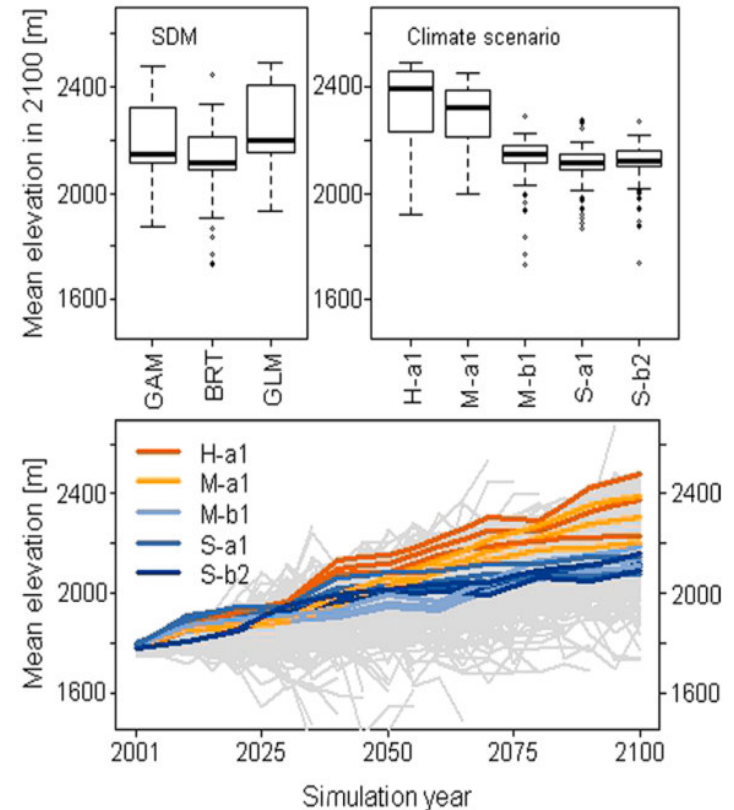 Mean elevation in 2100 [m]
SDM
2400
2000
1600
GAM
BRT
GLM
Climate scenario
2400
2000
1600
H-a1
M-a1
M-b1
S-a1
S-b2
Mean elevation [m]
2400
2000
1600
H-a1
M-a1
M-b1
S-a1
S-b2
2400
2000
1600
2001 2025 2050 2075 2100
Simulation year